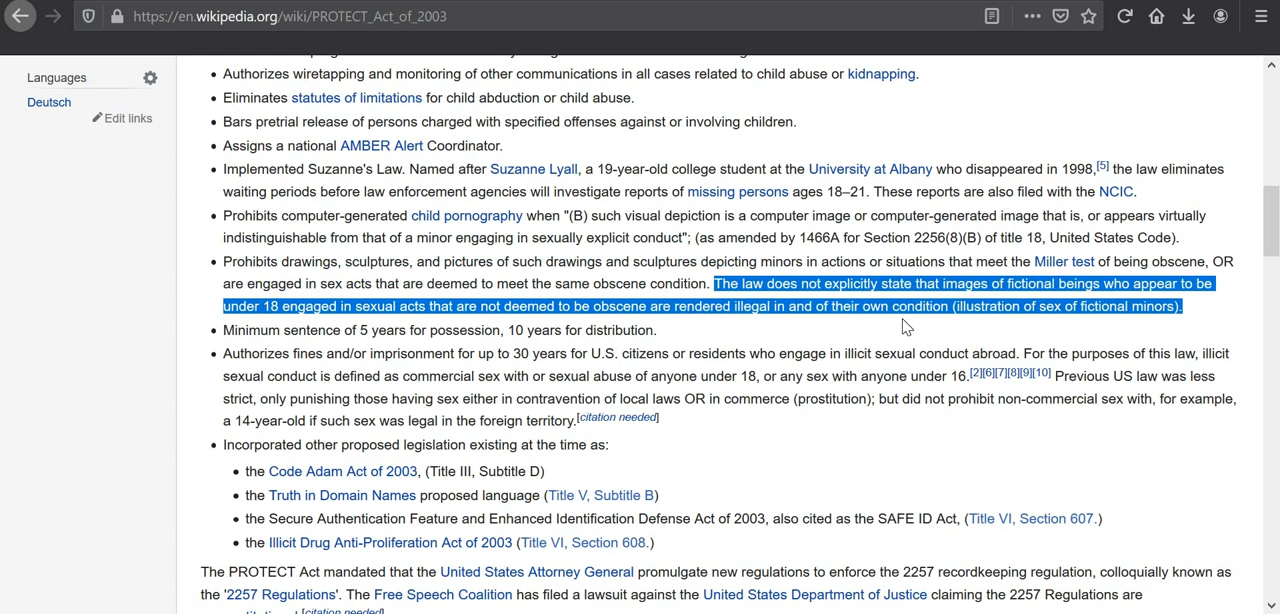 https://en.wikipedia.org/wiki/PROTECT_Act_of_2003
Languages
Deutsch
Edit links
Authorizes wiretapping and monitoring of other communications in all cases related to child abuse or kidnapping.
Eliminates statutes of limitations for child abduction or child abuse.
Bars pretrial release of persons charged with specified offenses against or involving children.
Assigns a national AMBER Alert Coordinator.
Implemented Suzanne's Law. Named after Suzanne Lyall, a 19-year-old college student at the University at Albany who disappeared in 1998,[5] the law eliminates
waiting periods before law enforcement agencies will investigate reports of missing persons ages 18–21. These reports are also filed with the NCIC.
Prohibits computer-generated child pornography when "(B) such visual depiction is a computer image or computer-generated image that is, or appears virtually
indistinguishable from that of a minor engaging in sexually explicit conduct"; (as amended by 1466A for Section 2256(8)(B) of title 18, United States Code).
Prohibits drawings, sculptures, and pictures of such drawings and sculptures depicting minors in actions or situations that meet the Miller test of being obscene, OR
are engaged in sex acts that are deemed to meet the same obscene condition. The law does not explicitly state that images of fictional beings who appear to be
under 18 engaged in sexual acts that are not deemed to be obscene are rendered illegal in and of their own condition (illustration of sex of fictional minors).
Minimum sentence of 5 years for possession, 10 years for distribution.
Authorizes fines and/or imprisonment for up to 30 years for U.S. citizens or residents who engage in illicit sexual conduct abroad. For the purposes of this law, illicit
sexual conduct is defined as commercial sex with or sexual abuse of anyone under 18, or any sex with anyone under 16.[2][6][7][8][9][10] Previous US law was less
strict, only punishing those having sex either in contravention of local laws OR in commerce (prostitution); but did not prohibit non-commercial sex with, for example,
a 14-year-old if such sex was legal in the foreign territory.[citation needed]
Incorporated other proposed legislation existing at the time as:
the Code Adam Act of 2003, (Title III, Subtitle D)
the Truth in Domain Names proposed language (Title V, Subtitle B)
the Secure Authentication Feature and Enhanced Identification Defense Act of 2003, also cited as the SAFE ID Act, (Title VI, Section 607.)
the Illicit Drug Anti-Proliferation Act of 2003 (Title VI, Section 608.)
The PROTECT Act mandated that the United States Attorney General promulgate new regulations to enforce the 2257 recordkeeping regulation, colloquially known as
the '2257 Regulations'. The Free Speech Coalition has filed a lawsuit against the United States Department of Justice claiming the 2257 Regulations are